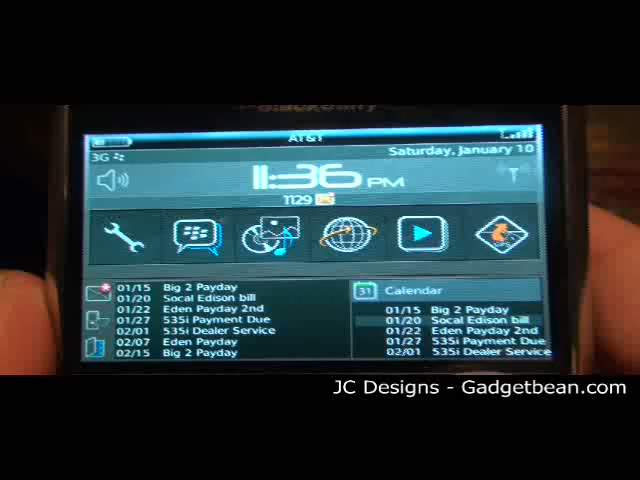 AT&T
3G
Saturday, January 10
11:36 PM
1129
01/15 Big 2 Payday
01/20 Socal Edison bill
01/22 Eden Payday 2nd
01/27 535i Payment Due
02/01 535i Dealer Service
02/07 Eden Payday
02/15 Big 2 Payday
31 Calendar
01/15 Big 2 Payday
01/20 Socal Edison bill
01/22 Eden Payday 2nd
01/27 535i Payment Due
02/01 535i Dealer Service
JC Designs - Gadgetbean.com